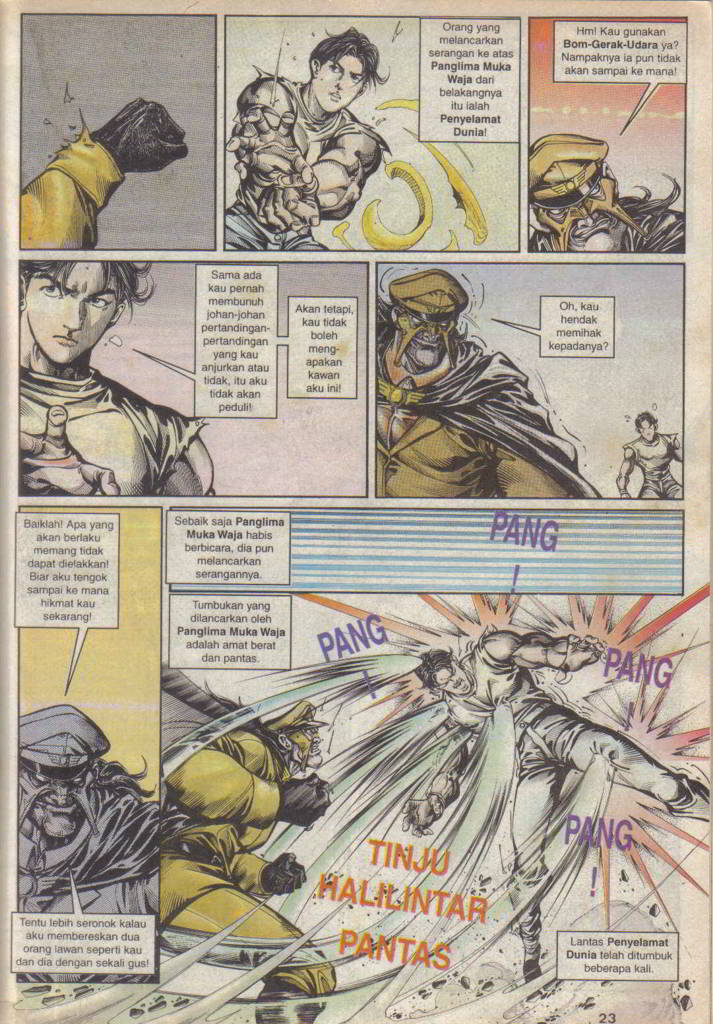 Orang yang
melancarkan
serangan ke atas
Panglima Muka
Waja dari
belakangnya
itu ialah
Penyelamat
Dunia!
Hm! Kau gunakan
Bom-Gerak-Udara ya?
Nampaknya ia pun tidak
akan sampai ke mana!
Sama ada
kau pernah
membunuh
johan-johan
pertandingan-
pertandingan
yang kau
anjurkan atau
tidak, itu aku
tidak akan
peduli!
Akan tetapi,
kau tidak
boleh
meng-
apakan
kawan
aku ini!
Oh, kau
hendak
memihak
kepadanya?
Baiklah! Apa yang
akan berlaku
memang tidak
dapat dielakkan!
Biar aku tengok
sampai ke mana
hikmat kau
sekarang!
Tentu lebih seronok kalau
aku membereskan dua
orang lawan seperti kau
dan dia dengan sekali gus!
Sebaik saja Panglima
Muka Waja habis
berbicara, dia pun
melancarkan
serangannya.
PANG
!
Tumbukan yang
dilancarkan oleh
Panglima Muka Waja
adalah amat berat
dan pantas.
PANG
!
PANG
!
PANG
!
TINJU
HALILINTAR
PANTAS
Lantas Penyelamat
Dunia telah ditumbuk
beberapa kali.
23